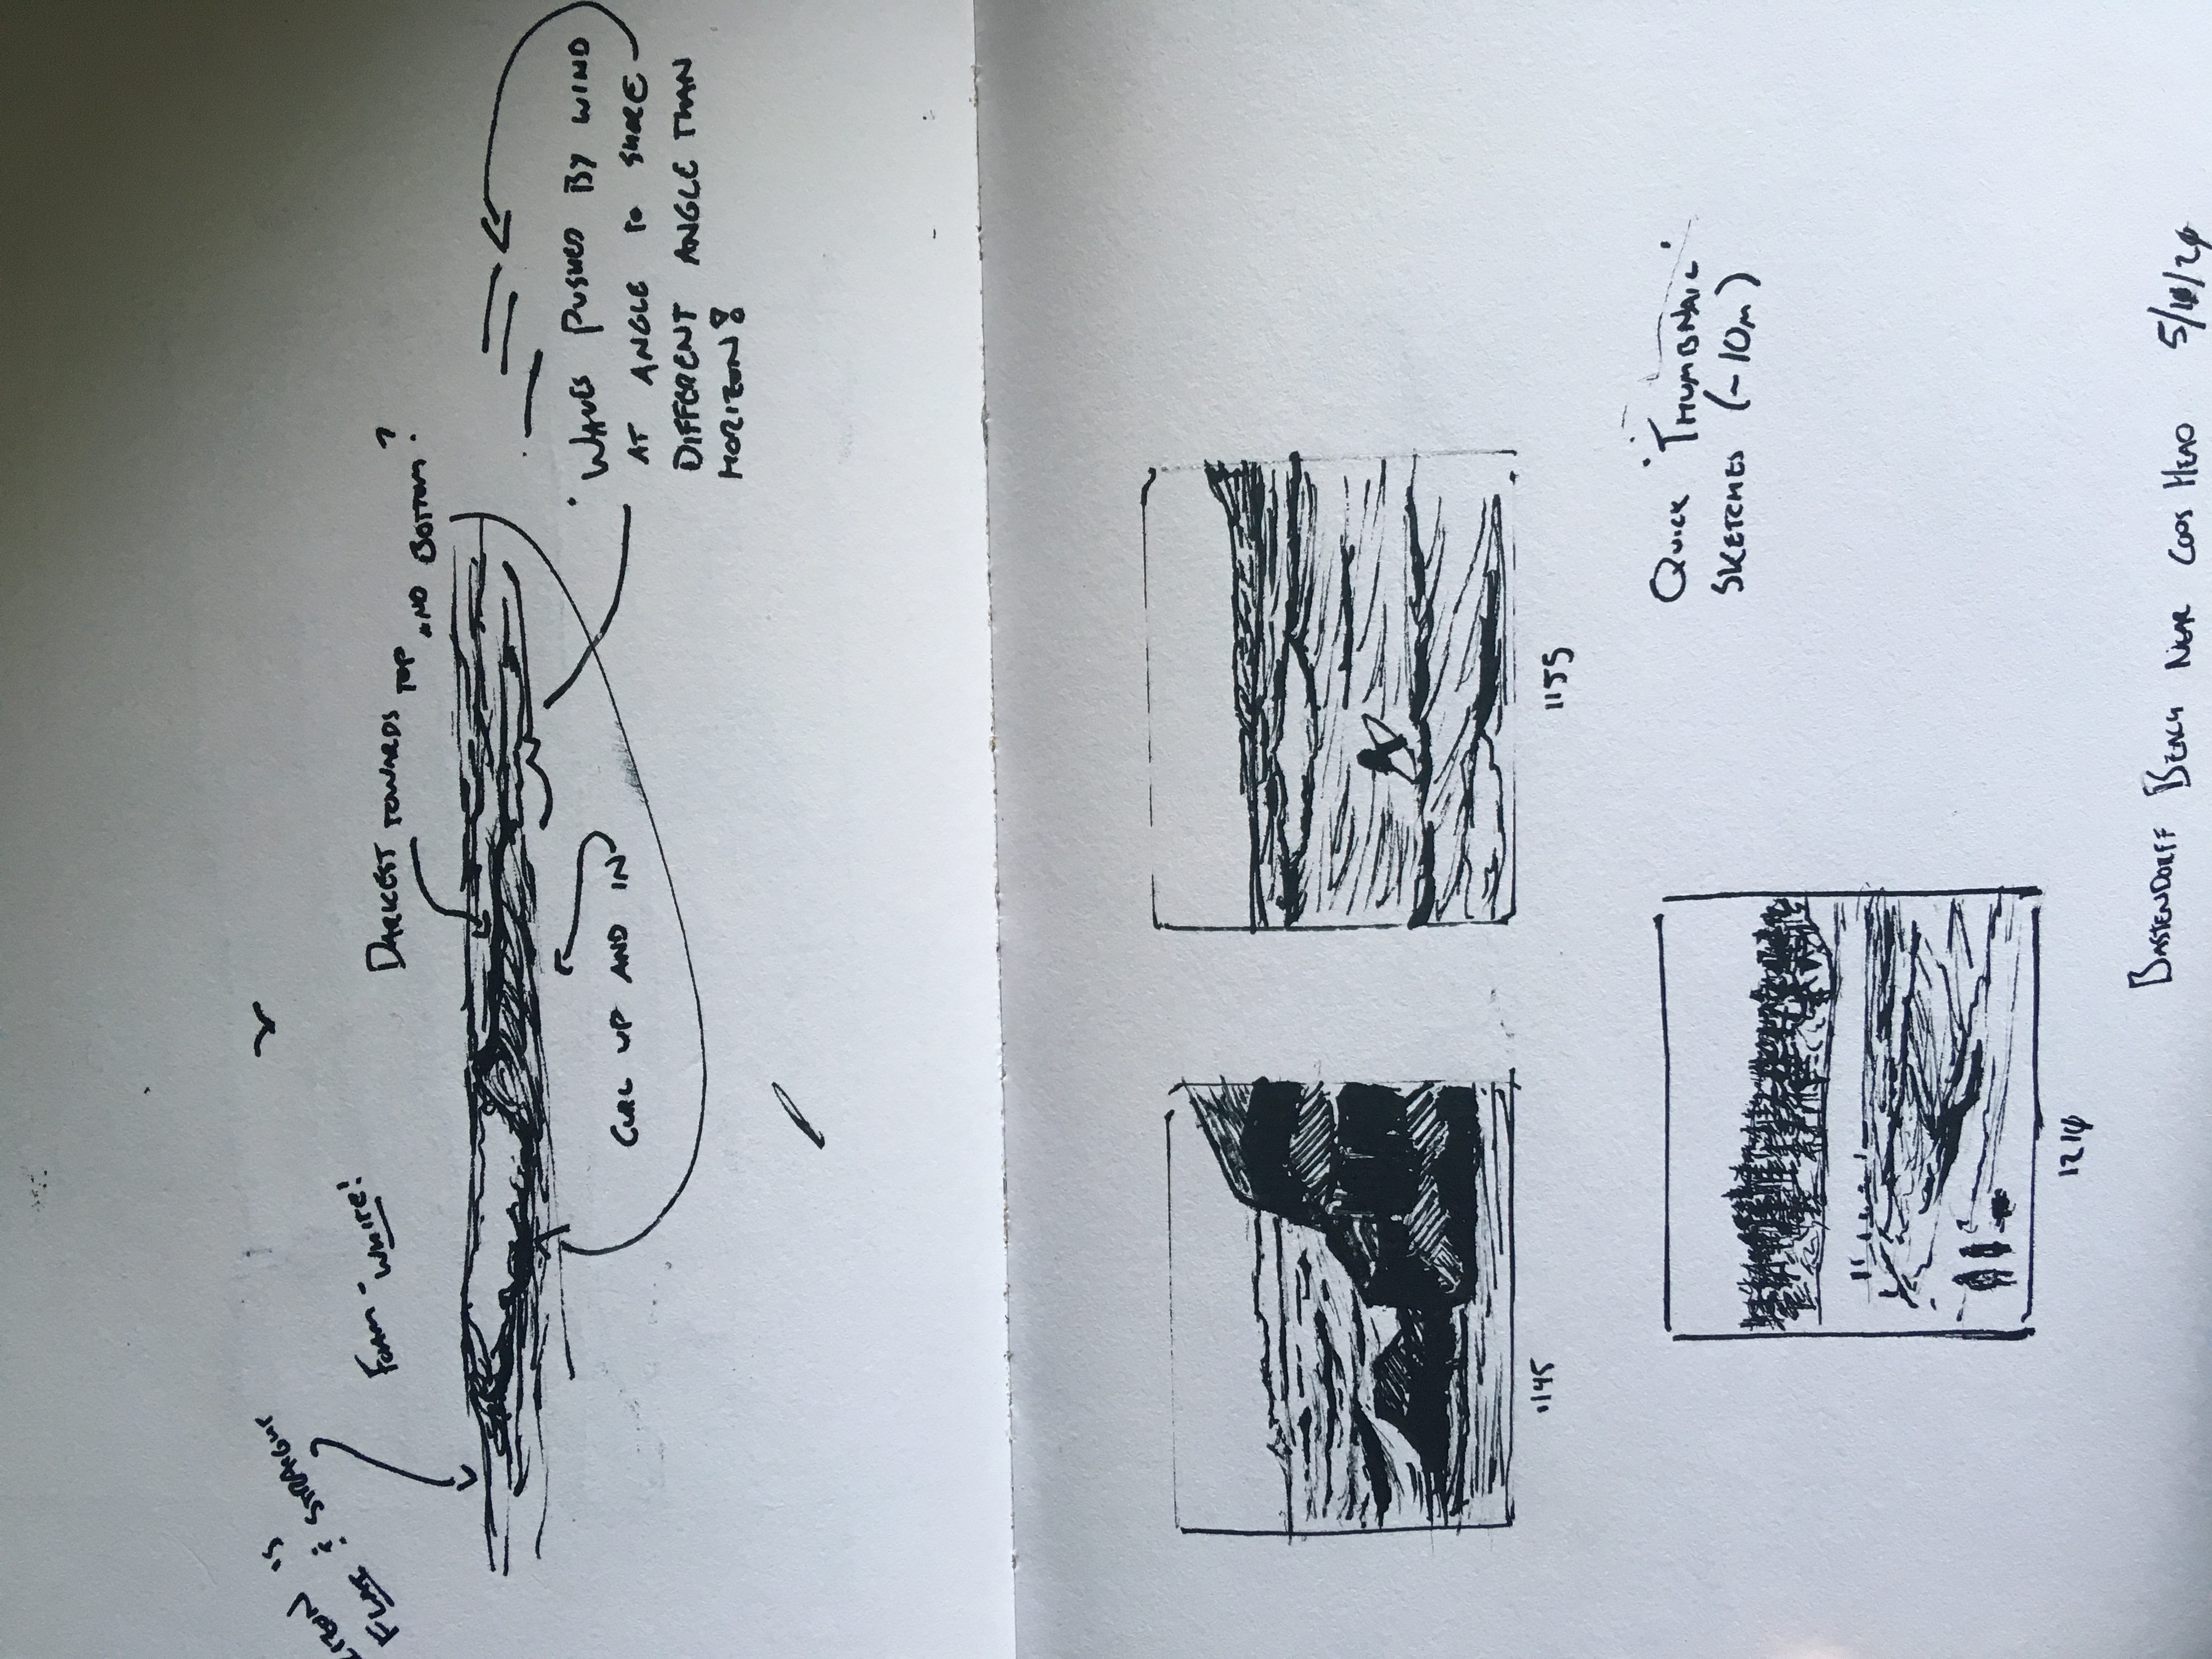 IS
FLAT & STRAIGHT
FOAM - WHITE!
DARKEST TOWARDS TOP AND BOTTOM?
CURL UP AND IN
WAVES PUSHED BY WIND
AT ANGLE TO SHORE
DIFFERENT ANGLE THAN
HORIZON!
1145
1155
QUICK "THUMBNAIL"
SKETCHES (~10m)
1210
BASTENDORFF BEACH NEAR COOS HEAD 5/10/20